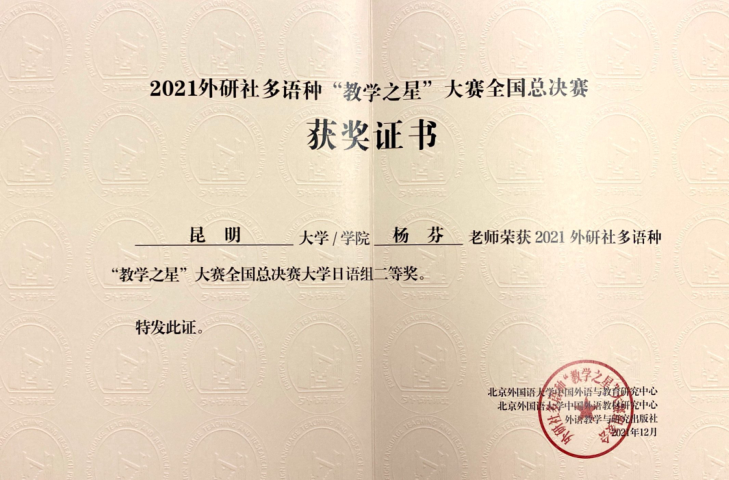 2021外研社多语种“教学之星”大赛全国总决赛
获奖证书
昆 明 大学/学院 杨 芬 老师荣获2021外研社多语种
“教学之星”大赛全国总决赛大学日语组二等奖。
特发此证。
北京外国语大学中国外语与教育研究中心
北京外国语大学中国外语教材研究中心
外语教学与研究出版社
2021年12月